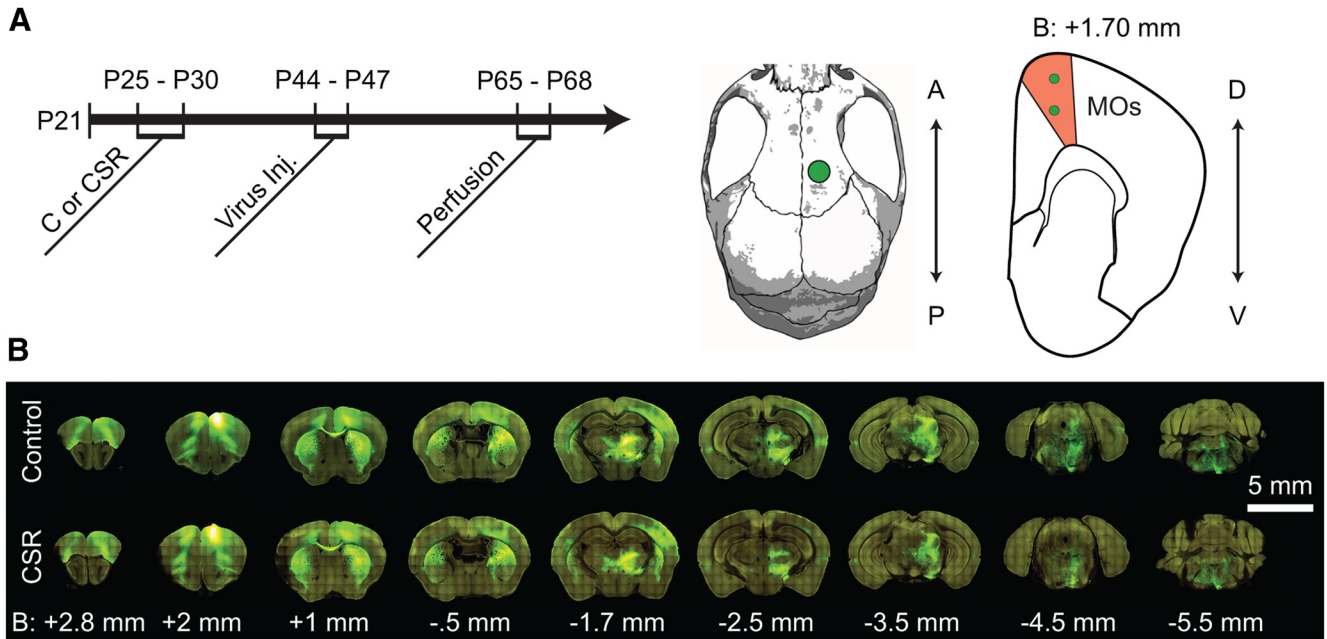 A
P21
P25 - P30
P44 - P47
P65 - P68
C or CSR
Virus Inj.
Perfusion
A
P
B: +1.70 mm
MOs
D
V
B
Control
CSR
5 mm
B: +2.8 mm +2 mm +1 mm -.5 mm -1.7 mm -2.5 mm -3.5 mm -4.5 mm -5.5 mm